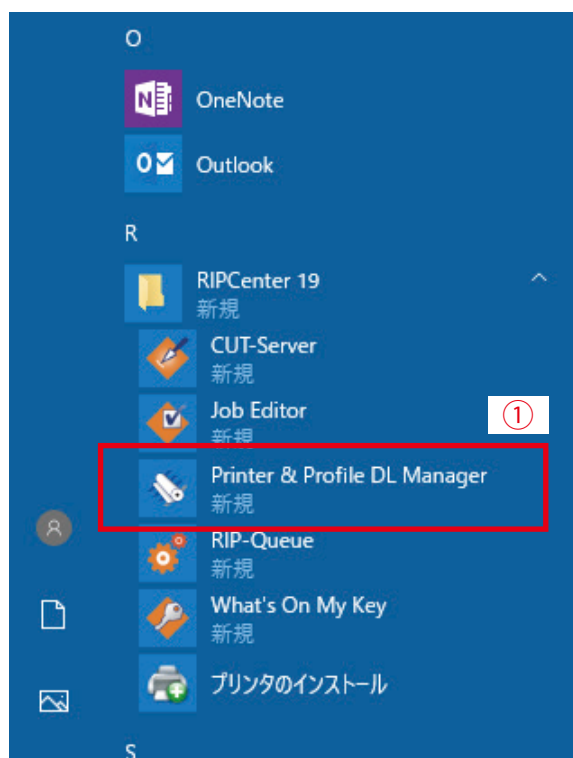 O
OneNote
Outlook
R
RIPCenter 19
新規
CUT-Server
新規
Job Editor
新規
①
Printer & Profile DL Manager
新規
RIP-Queue
新規
What's On My Key
新規
プリンタのインストール
S